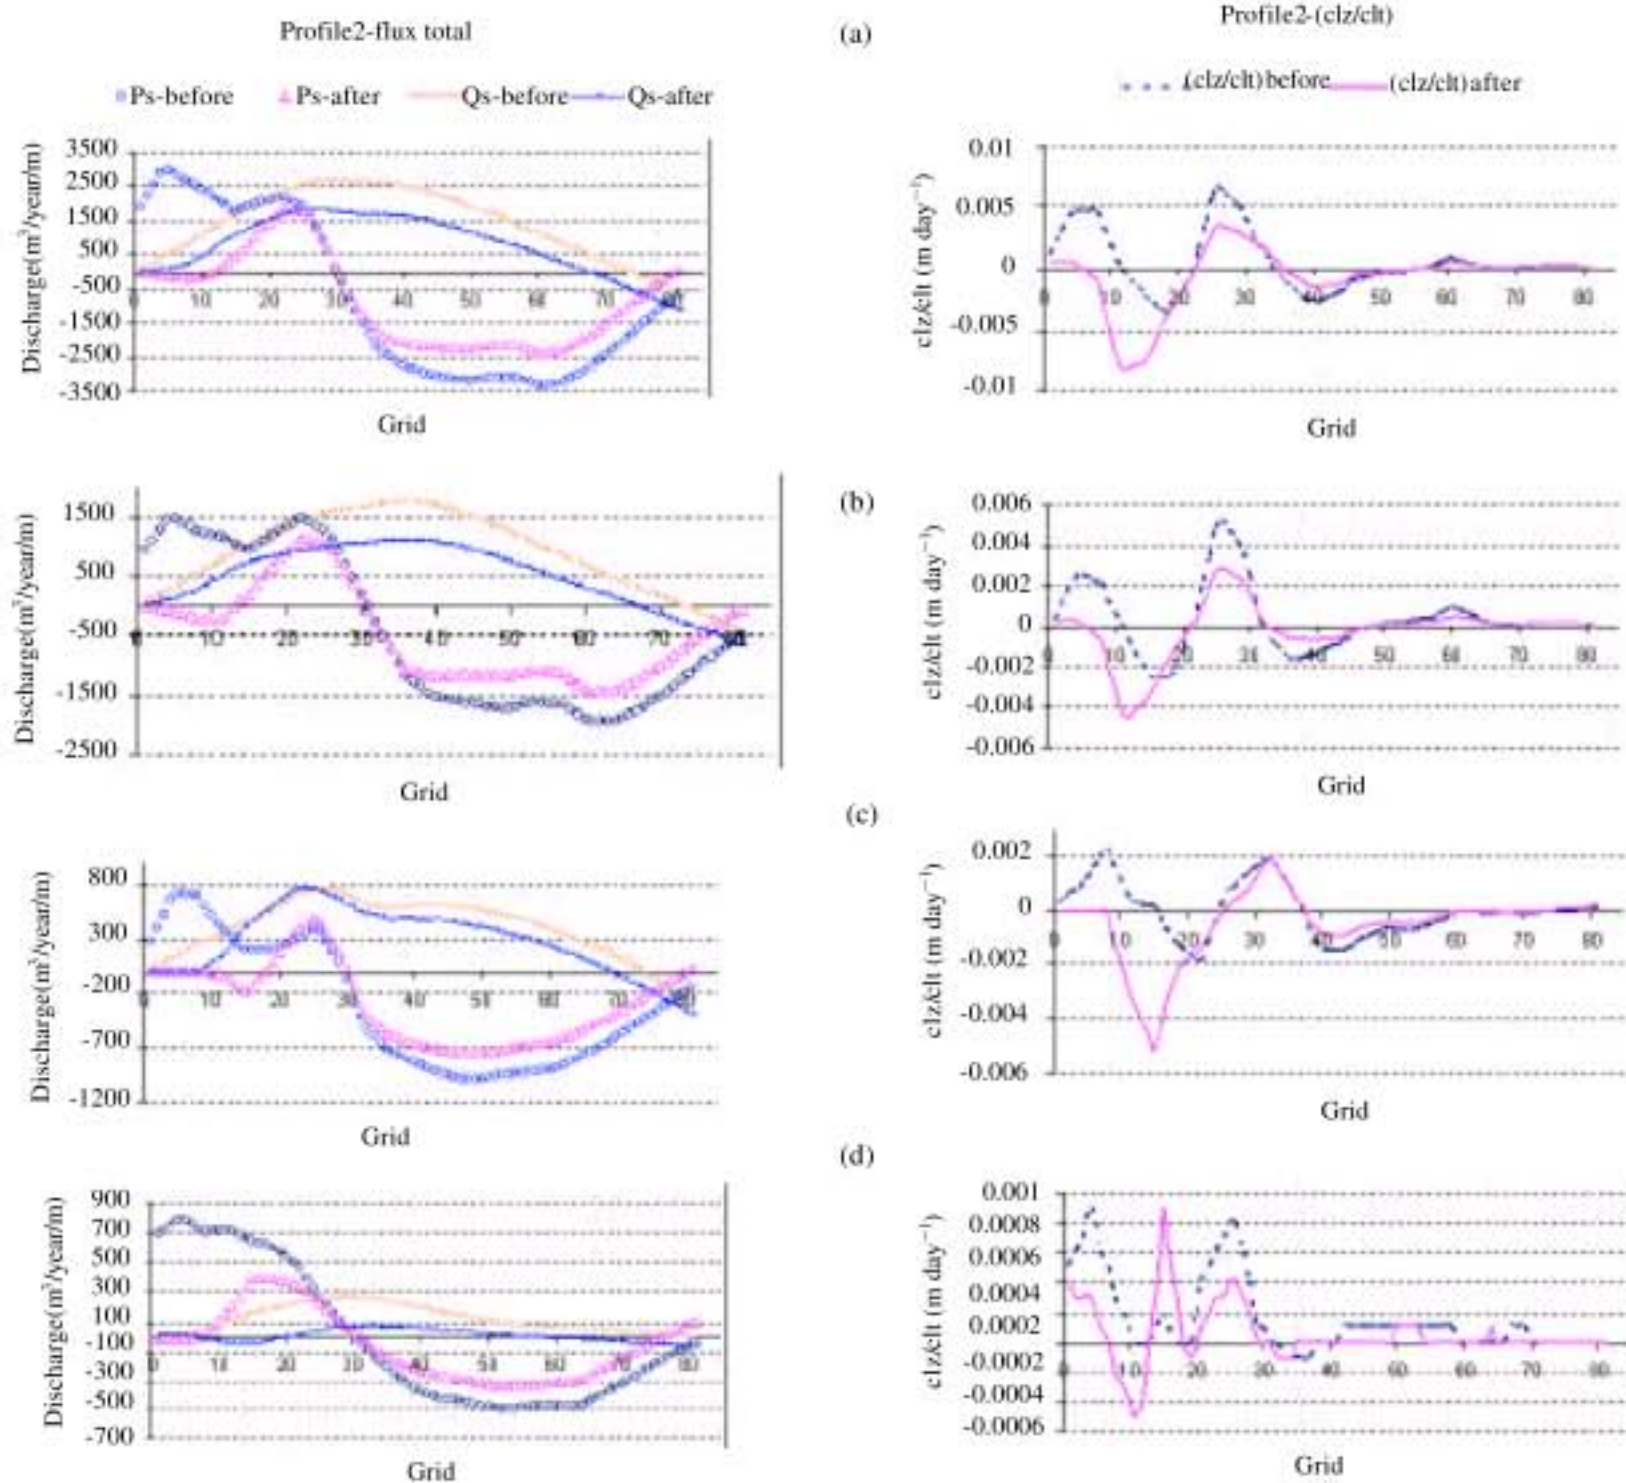 Profile2-flux total
(a)
Profile2-(clz/clt)
Ps-before Ps-after Qs-before Qs-after
(clz/clt)before (clz/clt)after
Discharge(m³/year/m)
3500
2500
1500
500
-500
-1500
-2500
-3500
0 10 20 30 40 50 60 70 80
Grid
clz/clt (m day⁻¹)
0.01
0.005
0
-0.005
-0.01
0 10 20 30 40 50 60 70 80
Grid
(b)
Discharge(m³/year/m)
1500
500
-500
-1500
-2500
0 10 20 30 40 50 60 70 80
Grid
clz/clt (m day⁻¹)
0.006
0.004
0.002
0
-0.002
-0.004
-0.006
0 10 20 30 40 50 60 70 80
Grid
(c)
Discharge(m³/year/m)
800
300
-200
-700
-1200
0 10 20 30 40 50 60 70 80
Grid
clz/clt (m day⁻¹)
0.002
0
-0.002
-0.004
-0.006
0 10 20 30 40 50 60 70 80
Grid
(d)
Discharge(m³/year/m)
900
700
500
300
100
-100
-300
-500
-700
0 10 20 30 40 50 60 70 80
Grid
clz/clt (m day⁻¹)
0.001
0.0008
0.0006
0.0004
0.0002
-0.0002
-0.0004
-0.0006
0 10 20 30 40 50 60 70 80
Grid